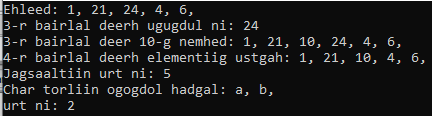 Ehleed: 1, 21, 24, 4, 6,
3-r bairlal deerh ugugdul ni: 24
3-r bairlal deer 10-g nemhed: 1, 21, 10, 24, 4, 6,
4-r bairlal deerh elementiig ustgah: 1, 21, 10, 4, 6,
Jagsaaltiin urt ni: 5
Char torliin ogogdol hadgal: a, b,
urt ni: 2